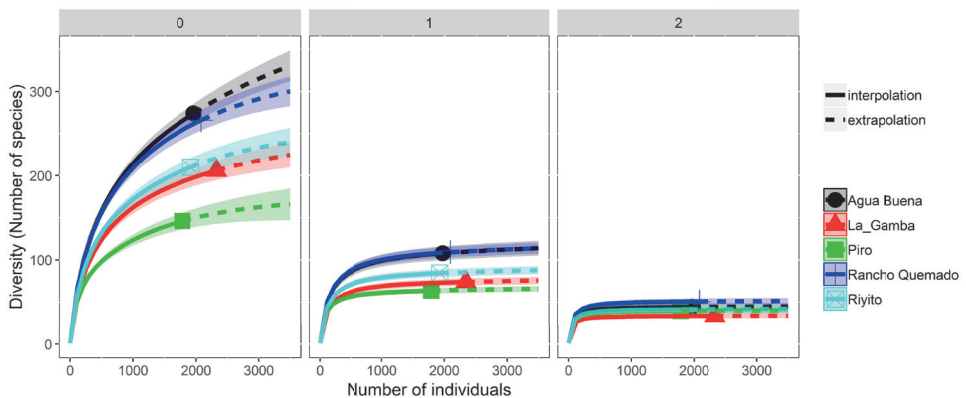 0 1 2
Diversity (Number of species)
300
200
100
0
0 1000 2000 3000
0 1000 2000 3000
0 1000 2000 3000
Number of individuals
interpolation
extrapolation
Agua Buena
La_Gamba
Piro
Rancho Quemado
Riyito